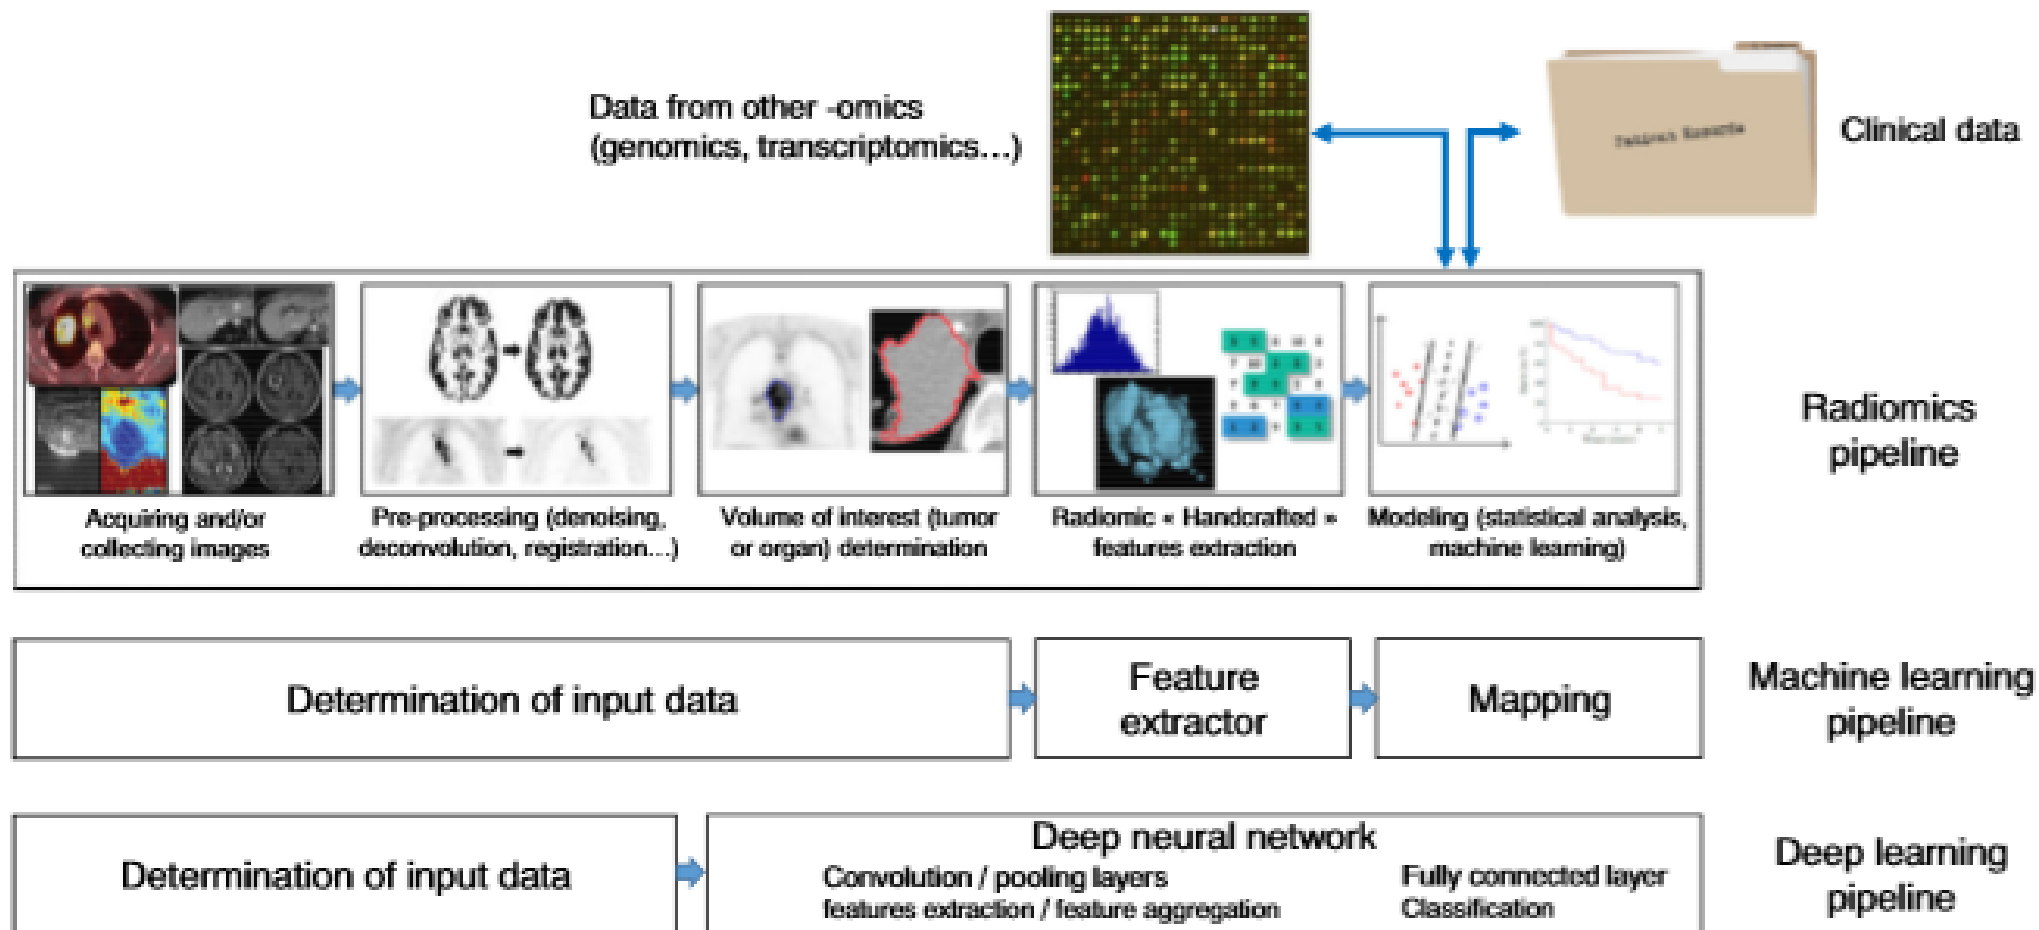 Data from other -omics
(genomics, transcriptomics...)
Clinical data
Acquiring and/or
collecting images
Pre-processing (denoising,
deconvolution, registration...)
Volume of interest (tumor
or organ) determination
Radiomic « Handcrafted »
features extraction
Modeling (statistical analysis,
machine learning)
Radiomics
pipeline
Determination of input data
Feature
extractor
Mapping
Machine learning
pipeline
Determination of input data
Deep neural network
Convolution / pooling layers
features extraction / feature aggregation
Fully connected layer
Classification
Deep learning
pipeline